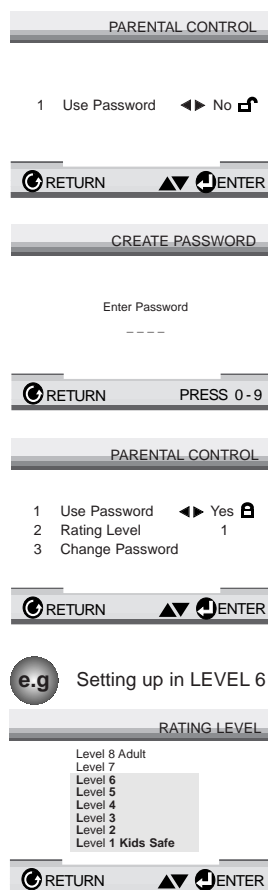 PARENTAL CONTROL
1 Use Password ◀▶ No
RETURN ▲▼ ENTER
CREATE PASSWORD
Enter Password
_ _ _ _
RETURN PRESS 0-9
PARENTAL CONTROL
1 Use Password ◀▶ Yes
2 Rating Level 1
3 Change Password
RETURN ▲▼ ENTER
e.g Setting up in LEVEL 6
RATING LEVEL
Level 8 Adult
Level 7
Level 6
Level 5
Level 4
Level 3
Level 2
Level 1 Kids Safe
RETURN ▲▼ ENTER